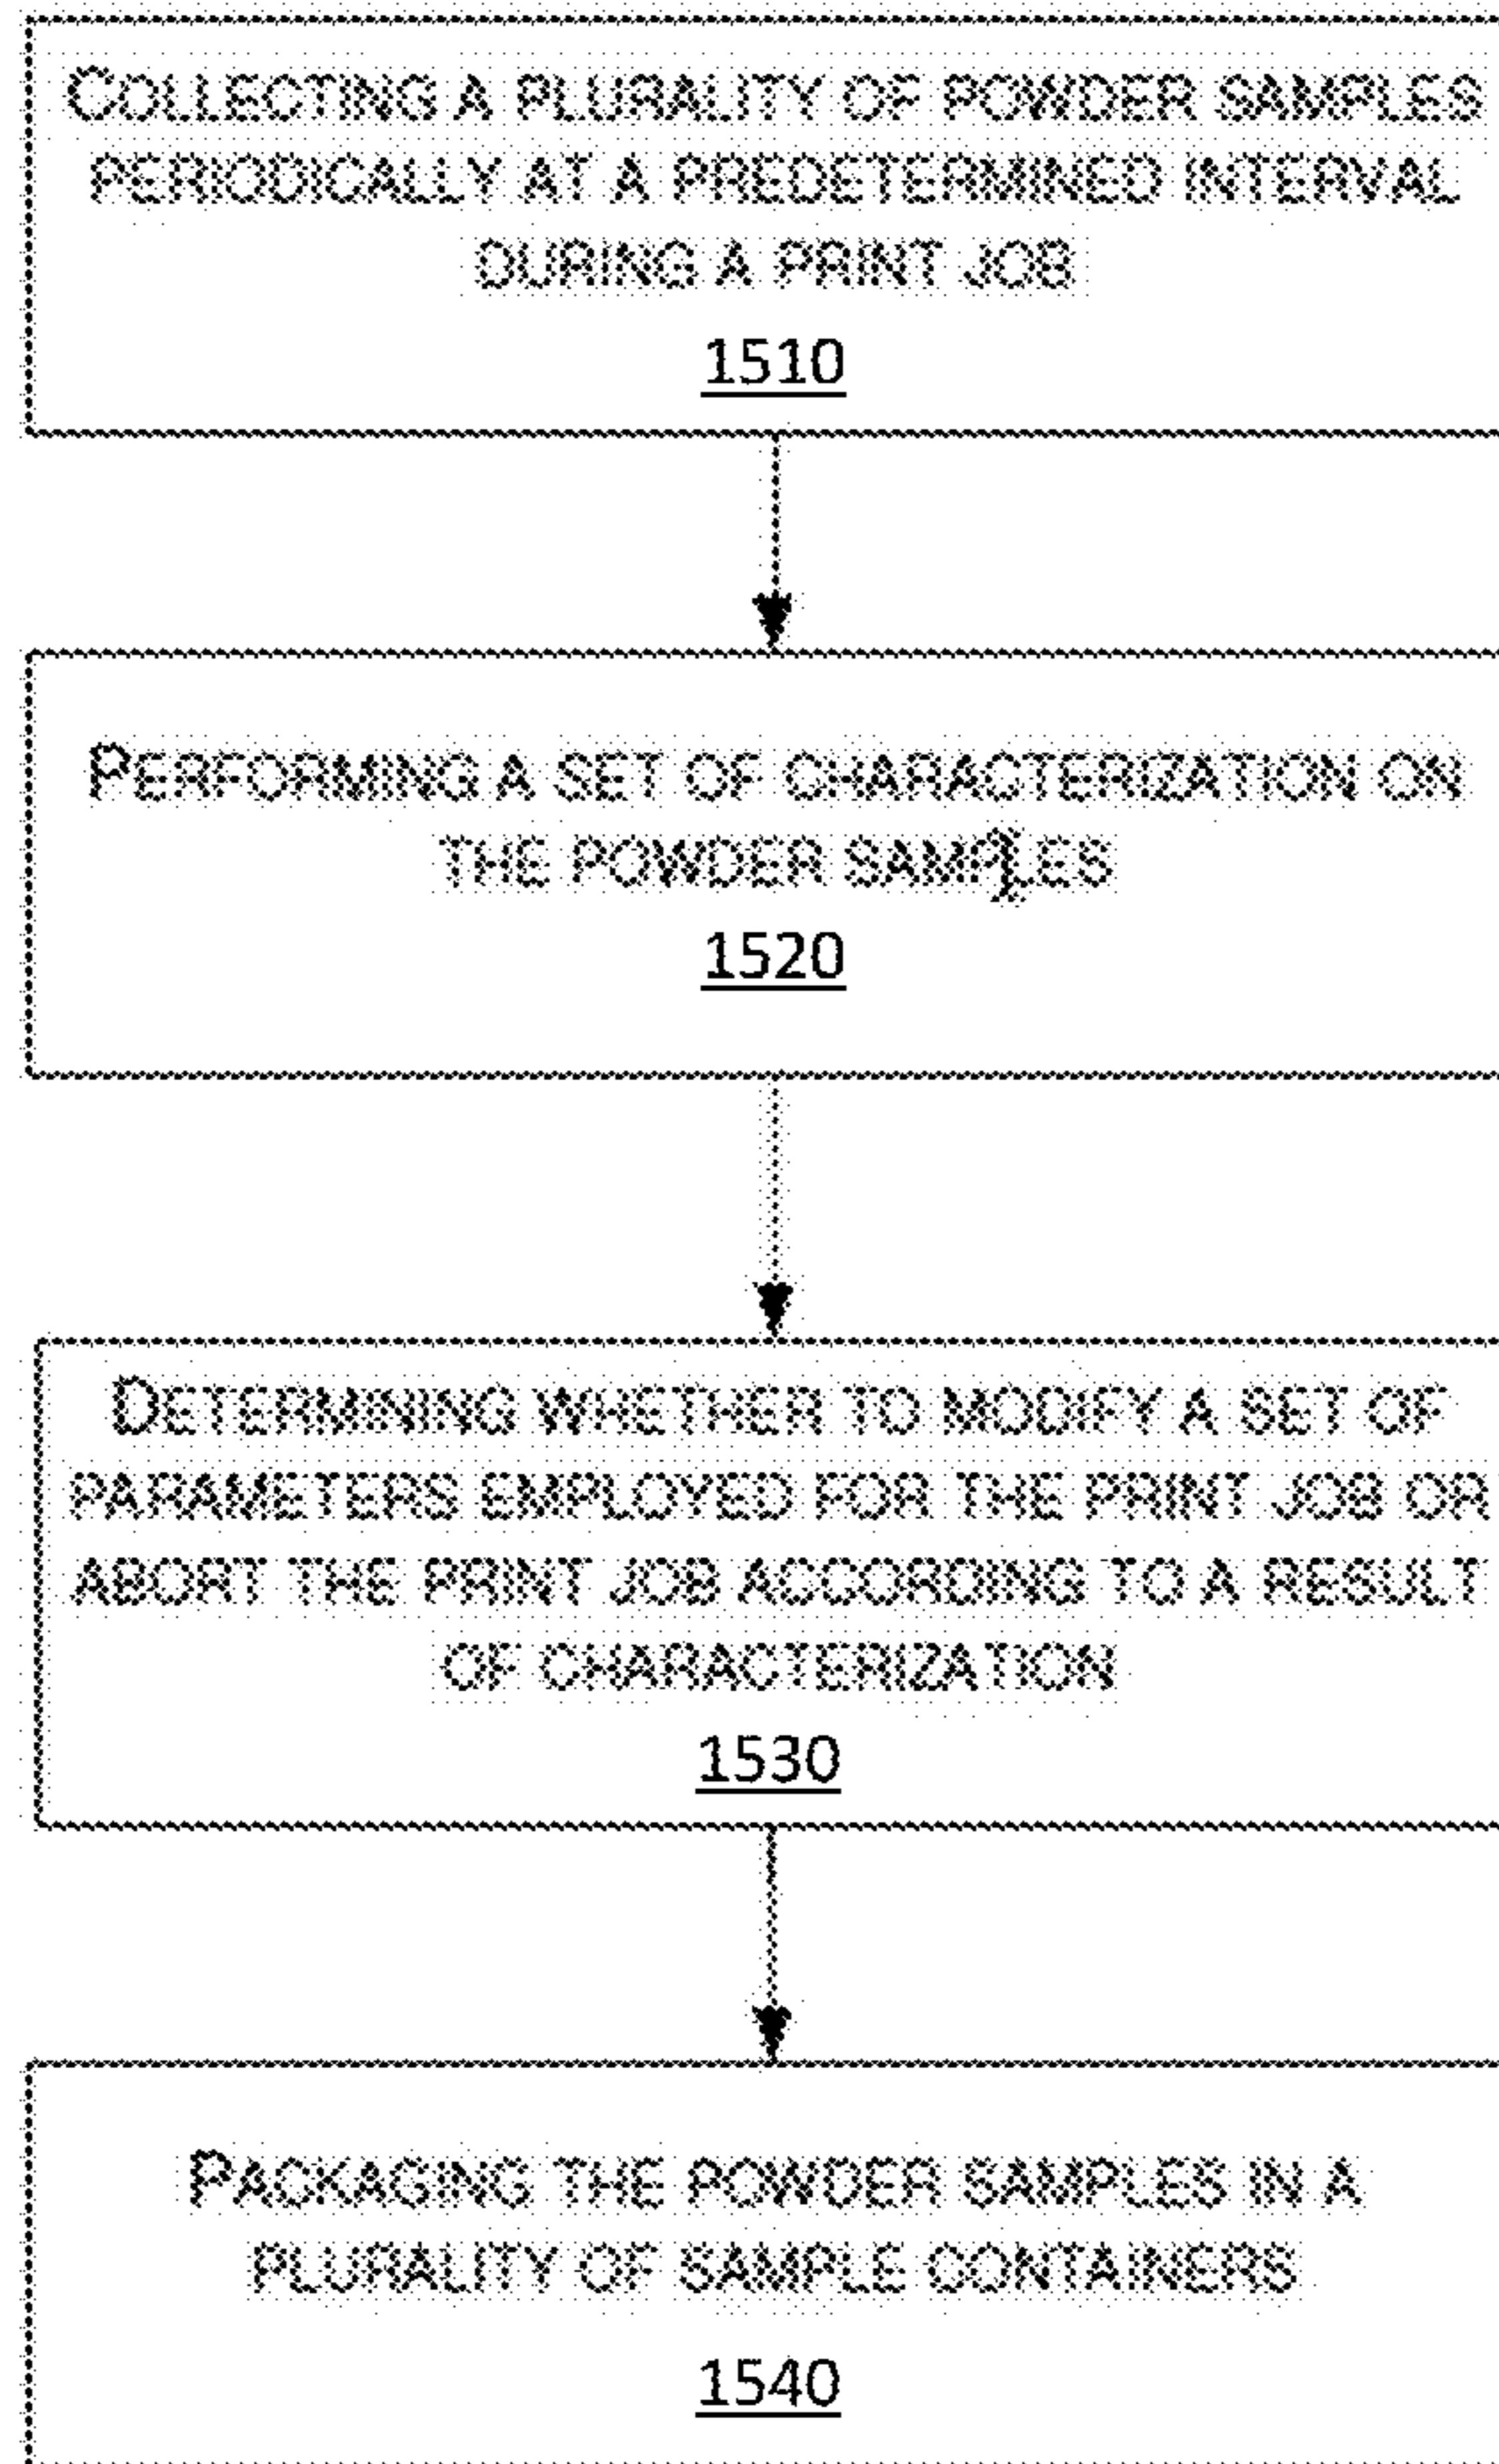 COLLECTING A PLURALITY OF POWDER SAMPLES
PERIODICALLY AT A PREDETERMINED INTERVAL
DURING A PRINT JOB
1510
PERFORMING A SET OF CHARACTERIZATION ON
THE POWDER SAMPLES
1520
DETERMINING WHETHER TO MODIFY A SET OF
PARAMETERS EMPLOYED FOR THE PRINT JOB OR
ABORT THE PRINT JOB ACCORDING TO A RESULT
OF CHARACTERIZATION
1530
PACKAGING THE POWDER SAMPLES IN A
PLURALITY OF SAMPLE CONTAINERS
1540